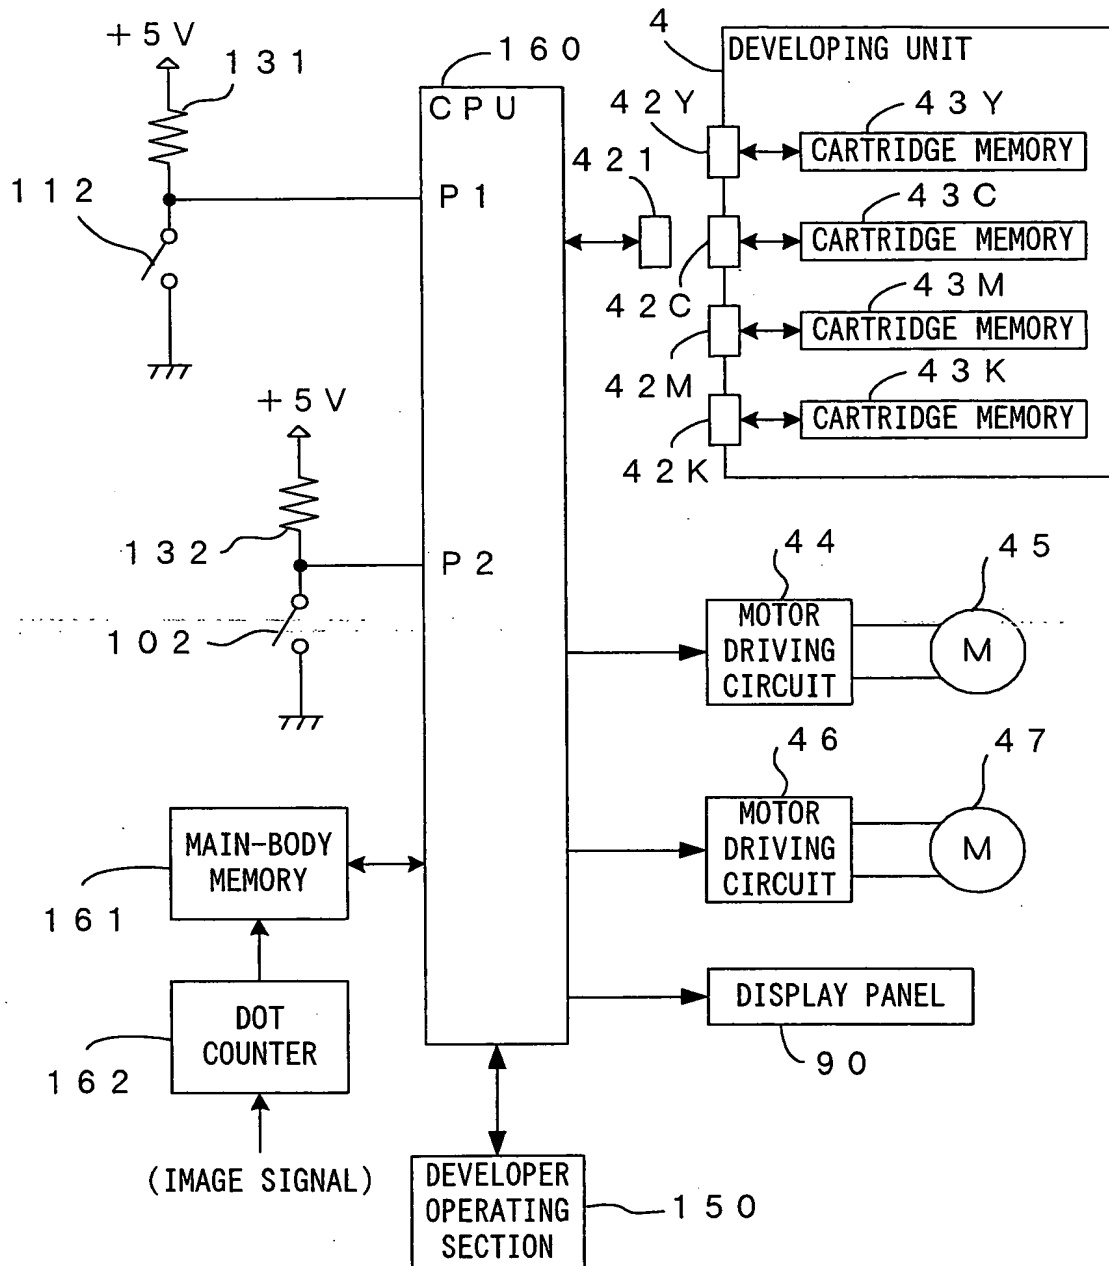 +5V
131
160
4
DEVELOPING UNIT
CPU
42Y
43Y
CARTRIDGE MEMORY
421
112
P1
43C
CARTRIDGE MEMORY
42C
43M
CARTRIDGE MEMORY
42M
43K
CARTRIDGE MEMORY
42K
+5V
132
P2
102
44
45
MOTOR
DRIVING
CIRCUIT
M
46
47
MOTOR
DRIVING
CIRCUIT
M
MAIN-BODY
MEMORY
161
DOT
COUNTER
162
DISPLAY PANEL
90
(IMAGE SIGNAL)
DEVELOPER
OPERATING
SECTION
150